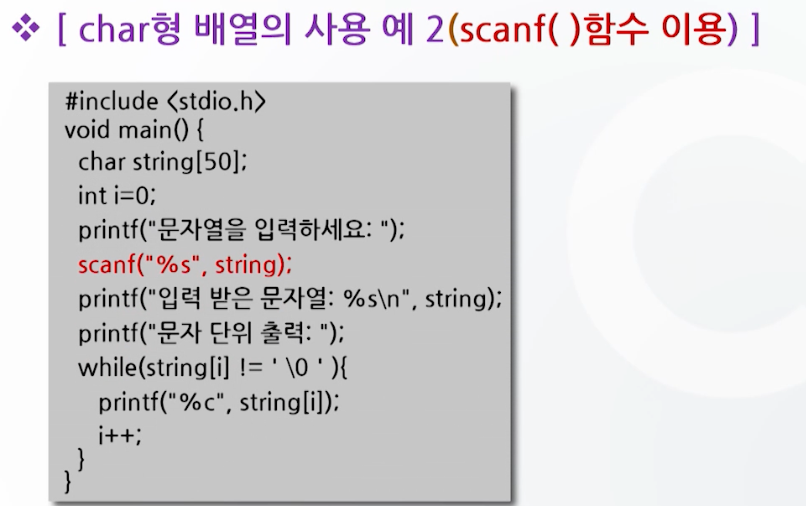 ❖ [ char형 배열의 사용 예 2(scanf( )함수 이용) ]
#include <stdio.h>
void main() {
char string[50];
int i=0;
printf("문자열을 입력하세요: ");
scanf("%s", string);
printf("입력 받은 문자열: %s\n", string);
printf("문자 단위 출력: ");
while(string[i] != ' \0 ' ){
printf("%c", string[i]);
i++;
}
}